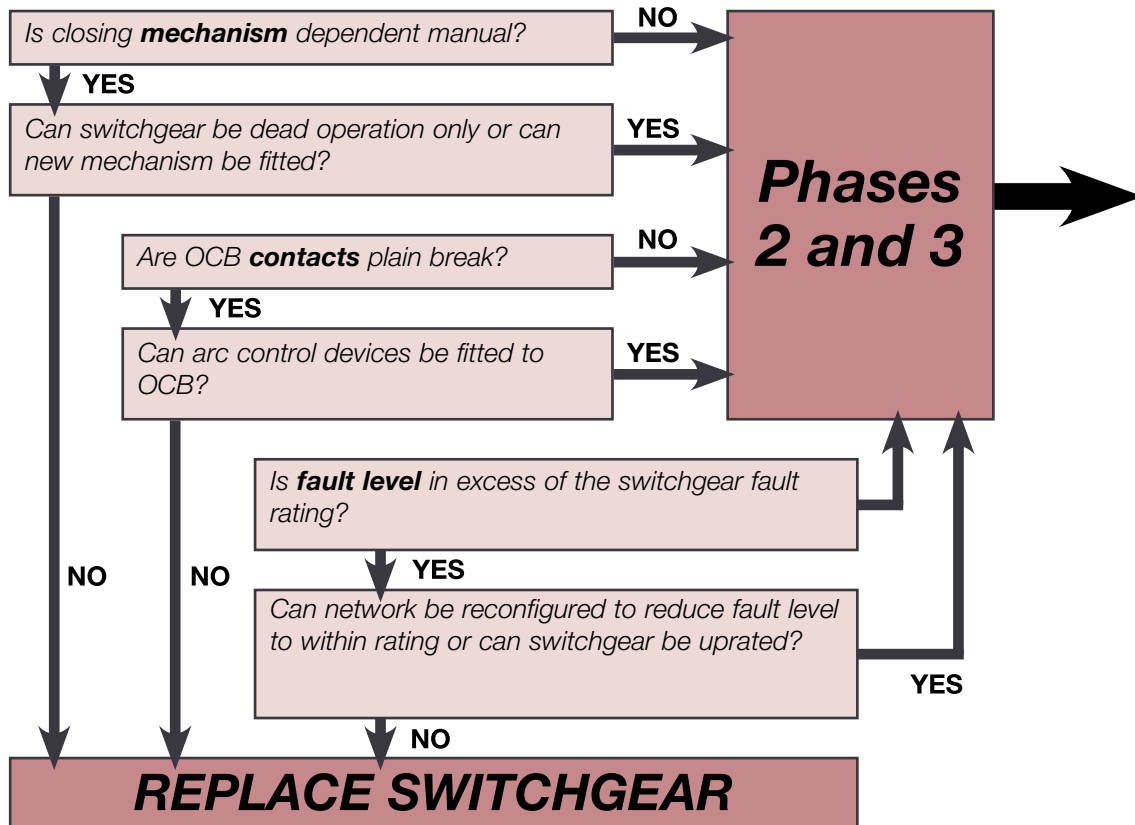 Is closing mechanism dependent manual?
NO
YES
Can switchgear be dead operation only or can
new mechanism be fitted?
YES
Phases
2 and 3
Are OCB contacts plain break?
NO
YES
Can arc control devices be fitted to
OCB?
YES
Is fault level in excess of the switchgear fault
rating?
NO
NO
YES
Can network be reconfigured to reduce fault level
to within rating or can switchgear be uprated?
YES
NO
REPLACE SWITCHGEAR